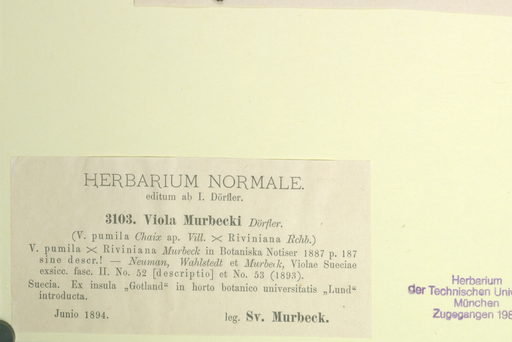 HERBARIUM NORMALE.
editum ab I. Dörfler.
3103. Viola Murbecki Dörfler.
(V. pumila Chaix ap. Vill. × Riviniana Rchb.)
V. pumila × Riviniana Murbeck in Botaniska Notiser 1887 p. 187
sine descr.! — Neuman, Wahlstedt et Murbeck, Violae Sueciae
exsicc. fasc. II. No. 52 [descriptio] et No. 53 (1893).
Suecia. Ex insula „Gotland“ in horto botanico universitatis „Lund“
introducta.
Junio 1894.
leg. Sv. Murbeck.
Herbarium
der Technischen
München
Zugegangen